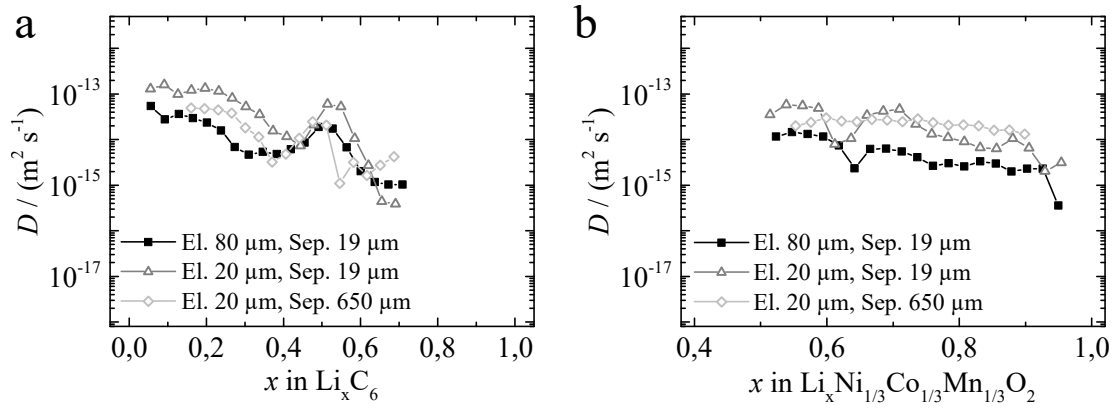 a
D / (m² s⁻¹)
10⁻¹³
10⁻¹⁵
10⁻¹⁷
El. 80 µm, Sep. 19 µm
El. 20 µm, Sep. 19 µm
El. 20 µm, Sep. 650 µm
0,0 0,2 0,4 0,6 0,8 1,0
x in LiₓC₆
b
D / (m² s⁻¹)
10⁻¹³
10⁻¹⁵
10⁻¹⁷
El. 80 µm, Sep. 19 µm
El. 20 µm, Sep. 19 µm
El. 20 µm, Sep. 650 µm
0,4 0,6 0,8 1,0
x in LiₓNi₁/₃Co₁/₃Mn₁/₃O₂